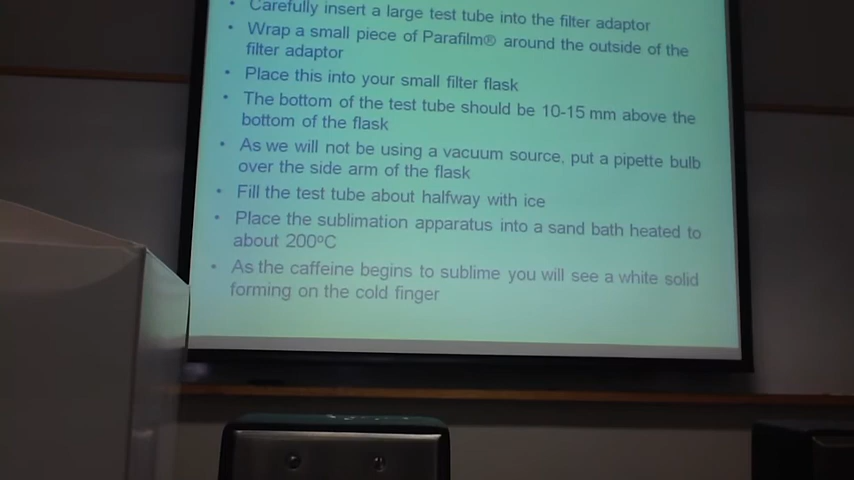 • Carefully insert a large test tube into the filter adaptor
• Wrap a small piece of Parafilm® around the outside of the
filter adaptor
• Place this into your small filter flask
• The bottom of the test tube should be 10-15 mm above the
bottom of the flask
• As we will not be using a vacuum source, put a pipette bulb
over the side arm of the flask
• Fill the test tube about halfway with ice
• Place the sublimation apparatus into a sand bath heated to
about 200ºC
• As the caffeine begins to sublime you will see a white solid
forming on the cold finger